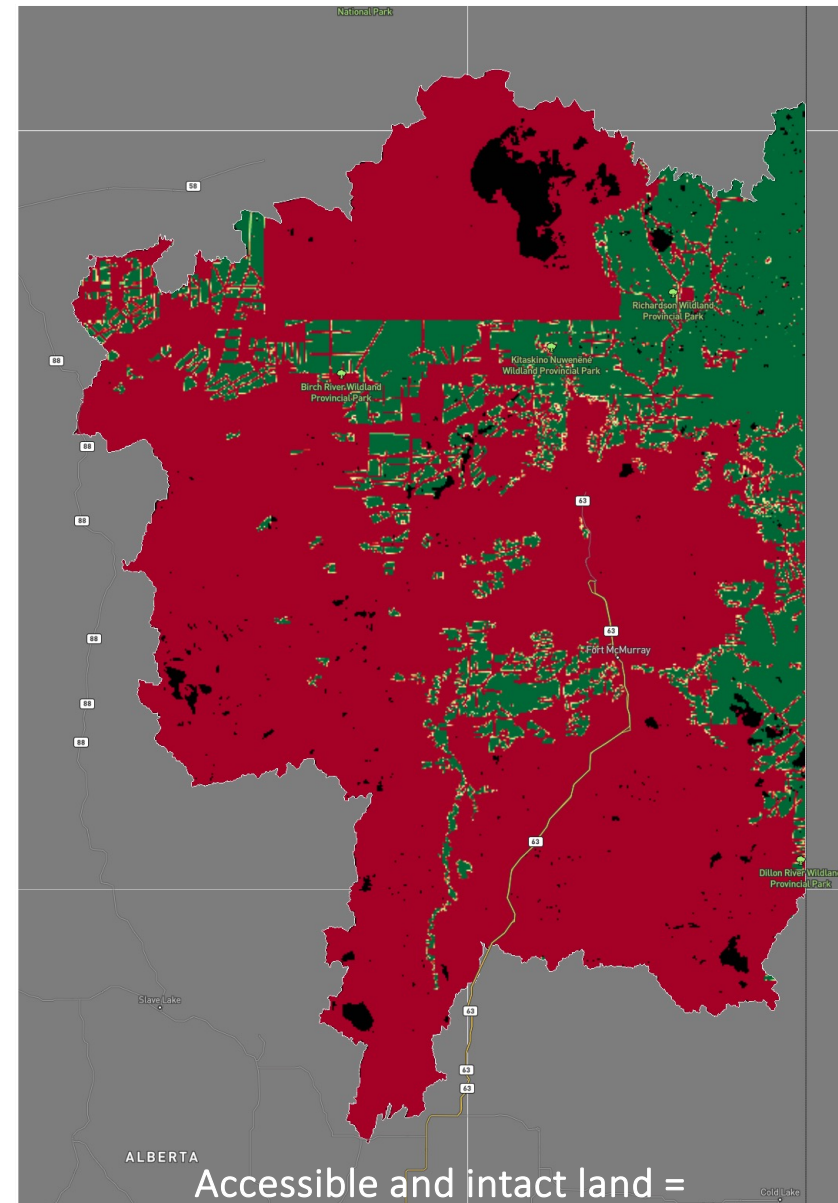 National Park
58
Richardson Wildland
Provincial Park
88
Kitaskino Nuwenëné
Wildland Provincial Park
Birch River Wildland
Provincial Park
88
63
88
63
88
Fort McMurray
88
88
63
Dillon River Wildland
Provincial Park
Slave Lake
63
63
63
ALBERTA
Accessible and intact land =
Cold Lake